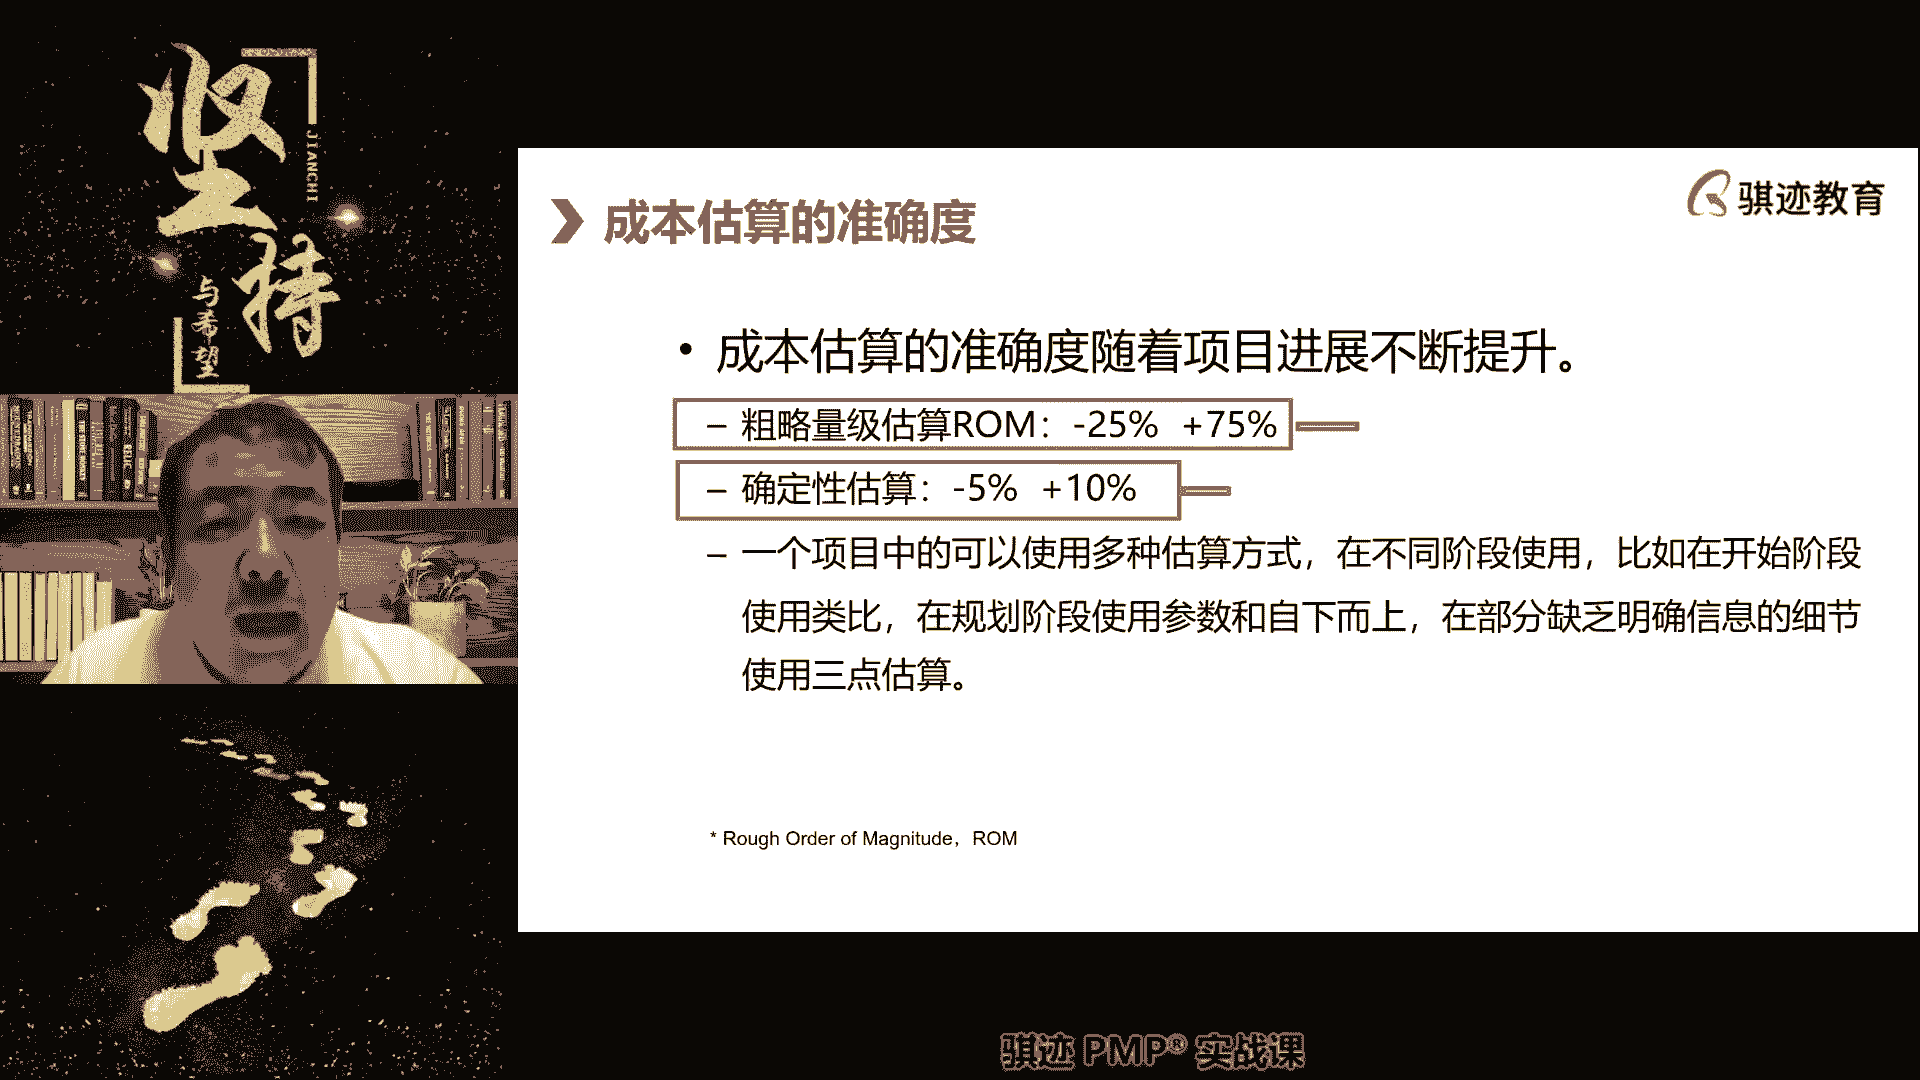 坚持
JIANCHI
与希望
骐迹教育
成本估算的准确度
• 成本估算的准确度随着项目进展不断提升。
– 粗略量级估算ROM：-25%  +75%
– 确定性估算：-5%  +10%
– 一个项目中的可以使用多种估算方式，在不同阶段使用，比如在开始阶段
使用类比，在规划阶段使用参数和自下而上，在部分缺乏明确信息的细节
使用三点估算。
* Rough Order of Magnitude，ROM
骐迹 PMP® 实战课